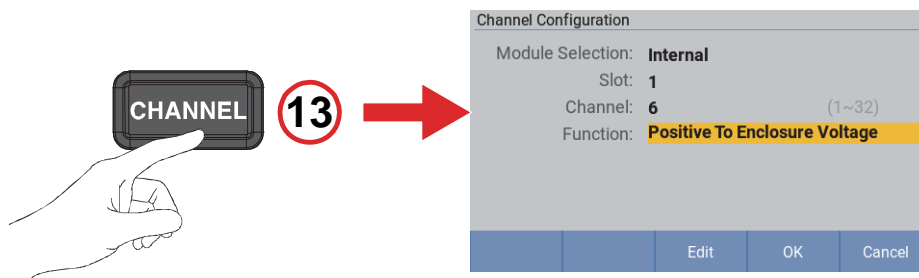 CHANNEL
13
Channel Configuration
Module Selection: Internal
Slot: 1
Channel: 6 (1~32)
Function: Positive To Enclosure Voltage
Edit OK Cancel